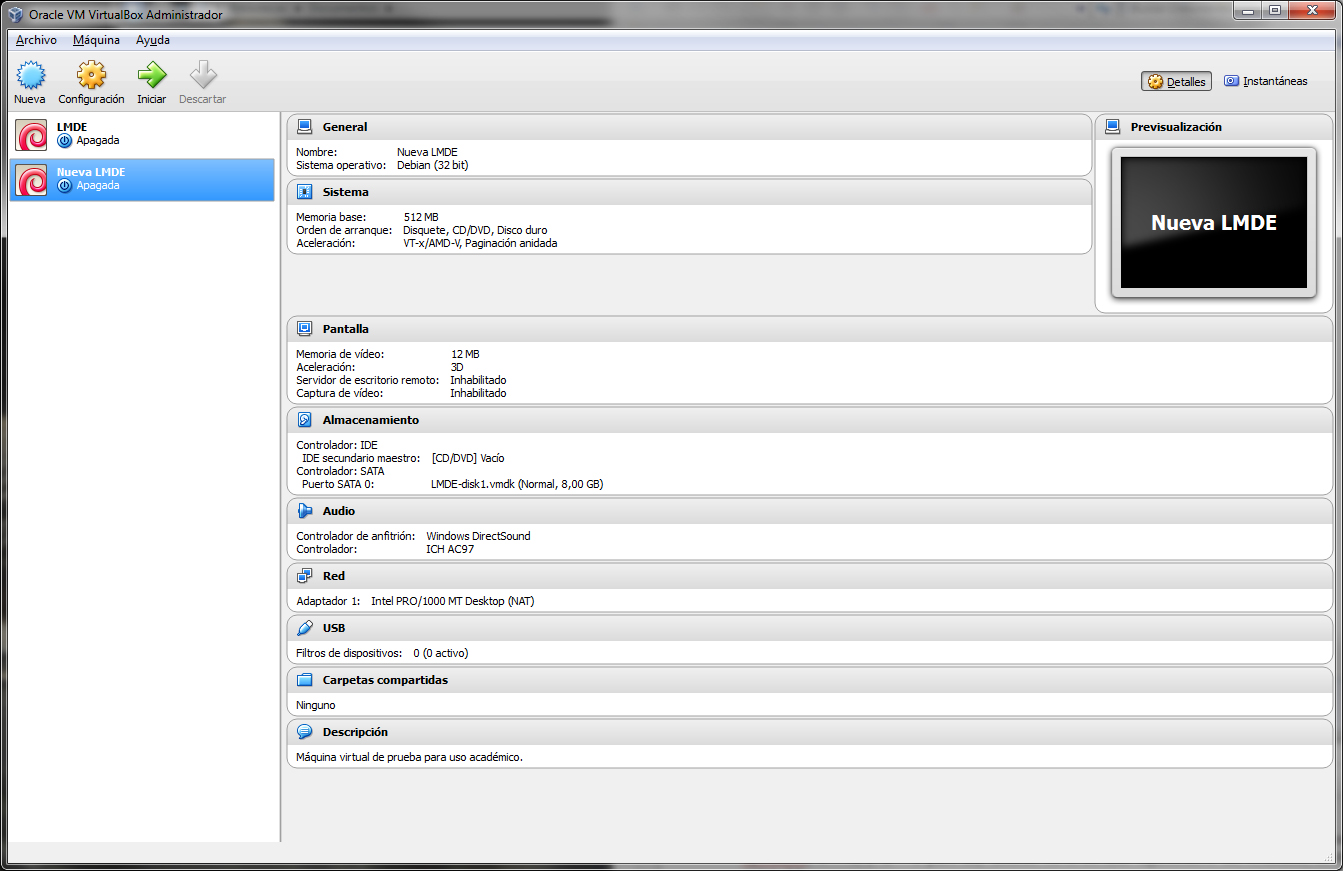 Oracle VM VirtualBox Administrador
Archivo Máquina Ayuda
Nueva Configuración Iniciar Descartar
Detalles Instantáneas
LMDE
Apagada
Nueva LMDE
Apagada
General
Nombre: Nueva LMDE
Sistema operativo: Debian (32 bit)
Sistema
Memoria base: 512 MB
Orden de arranque: Disquete, CD/DVD, Disco duro
Aceleración: VT-x/AMD-V, Paginación anidada
Previsualización
Nueva LMDE
Pantalla
Memoria de vídeo: 12 MB
Aceleración: 3D
Servidor de escritorio remoto: Inhabilitado
Captura de vídeo: Inhabilitado
Almacenamiento
Controlador: IDE
IDE secundario maestro: [CD/DVD] Vacío
Controlador: SATA
Puerto SATA 0: LMDE-disk1.vmdk (Normal, 8,00 GB)
Audio
Controlador de anfitrión: Windows DirectSound
Controlador: ICH AC97
Red
Adaptador 1: Intel PRO/1000 MT Desktop (NAT)
USB
Filtros de dispositivos: 0 (0 activo)
Carpetas compartidas
Ninguno
Descripción
Máquina virtual de prueba para uso académico.